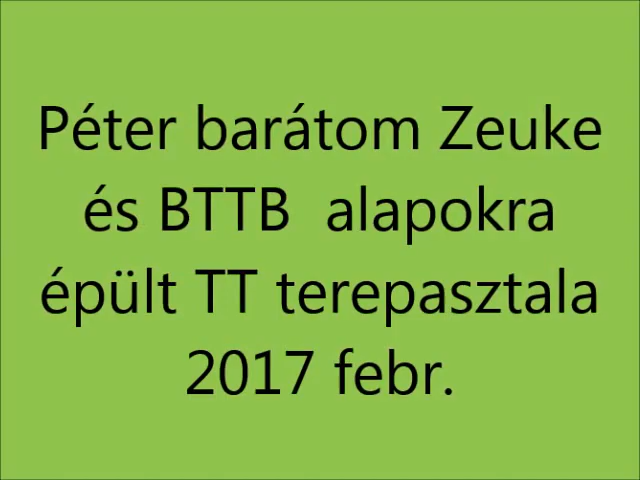 Péter barátom Zeuke
és BTTB  alapokra
épült TT terepasztala
2017 febr.